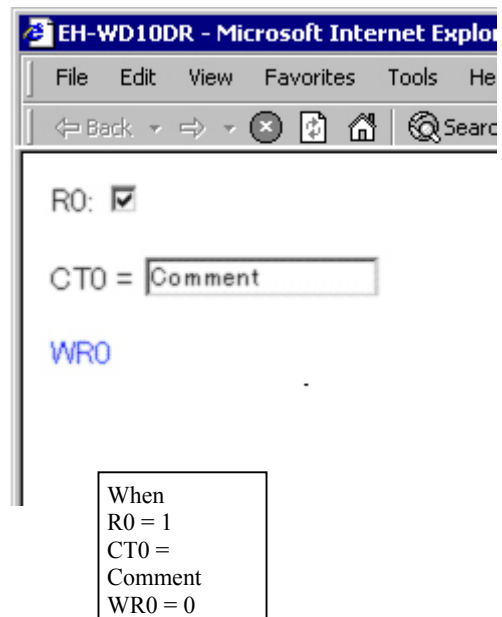 EH-WD10DR - Microsoft Internet Explor
File Edit View Favorites Tools He
Back Searc
R0:
CT0 = Comment
WR0
When
R0 = 1
CT0 =
Comment
WR0 = 0